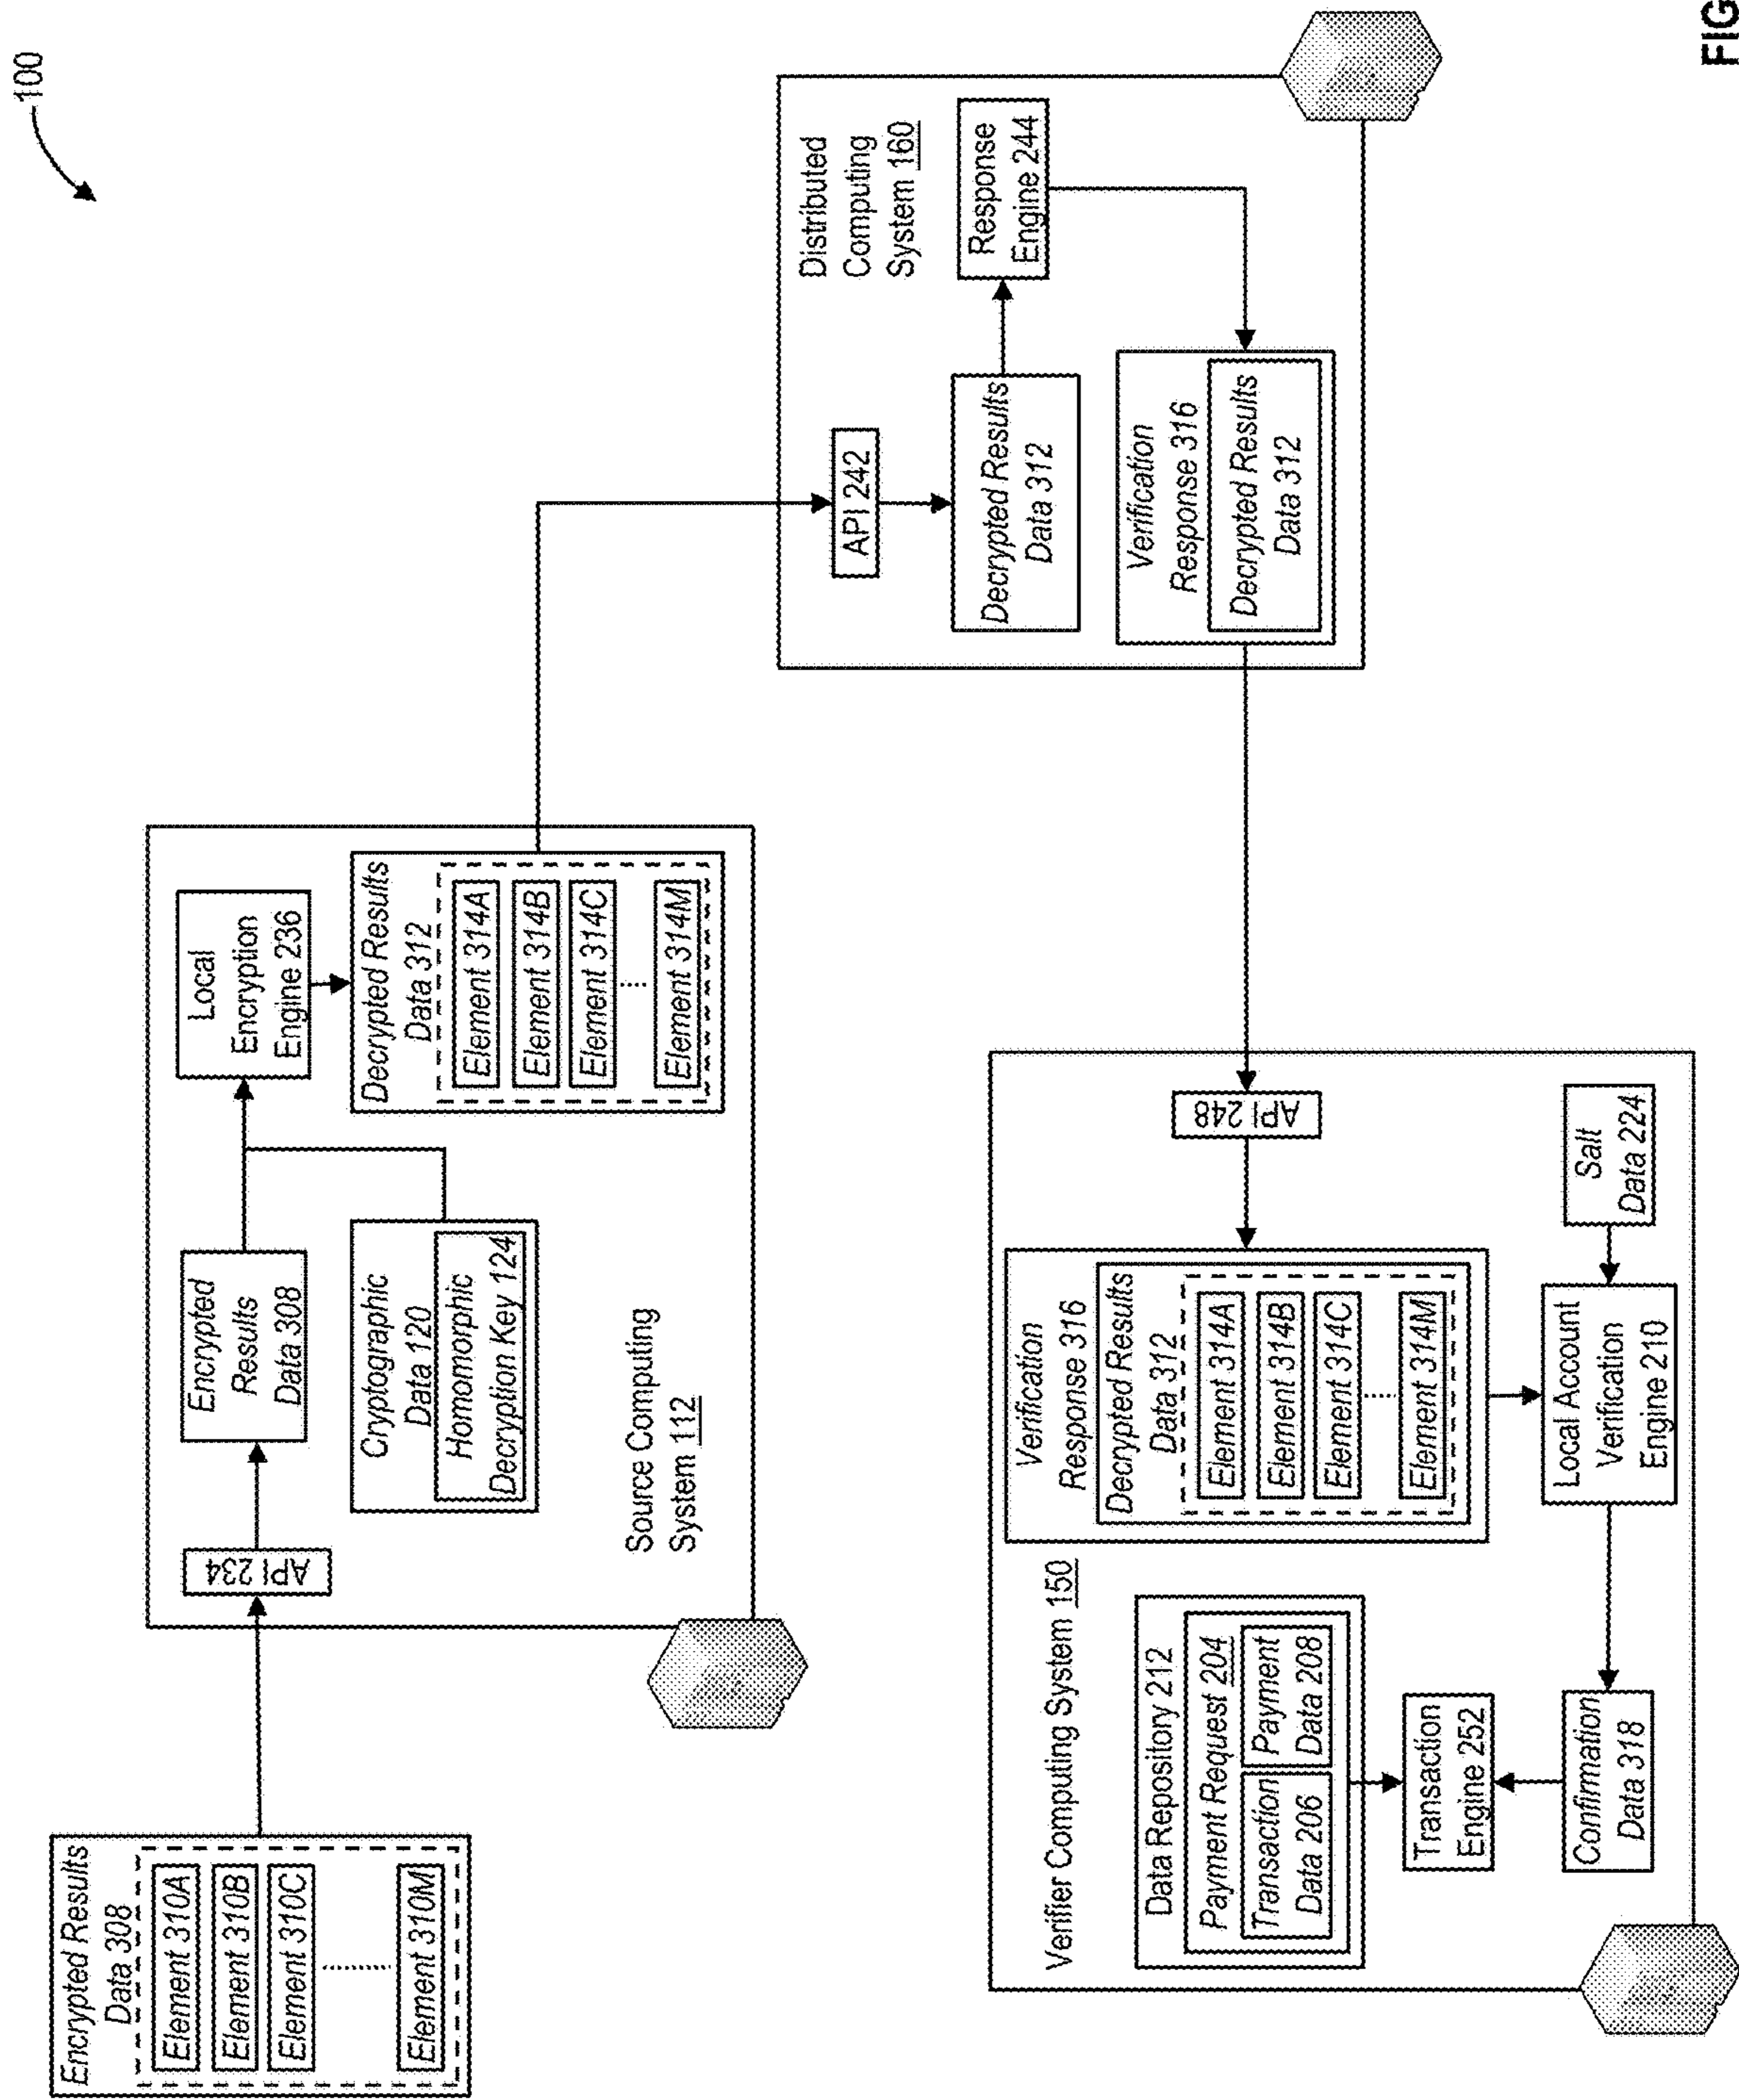 100
Encrypted Results
Data 308
Element 310A
Element 310B
Element 310C
Element 310M
API 234
Encrypted
Results
Data 308
Cryptographic
Data 120
Homomorphic
Decryption Key 124
Source Computing
System 112
Local
Encryption
Engine 236
Decrypted Results
Data 312
Element 314A
Element 314B
Element 314C
Element 314M
Distributed
Computing
System 160
API 242
Decrypted Results
Data 312
Response
Engine 244
Verification
Response 316
Decrypted Results
Data 312
Verifier Computing System 150
API 248
Verification
Response 316
Decrypted Results
Data 312
Element 314A
Element 314B
Element 314C
Element 314M
Salt
Data 224
Local Account
Verification
Engine 210
Data Repository 212
Payment Request 204
Transaction
Data 206
Payment
Data 208
Transaction
Engine 252
Confirmation
Data 318
FIG